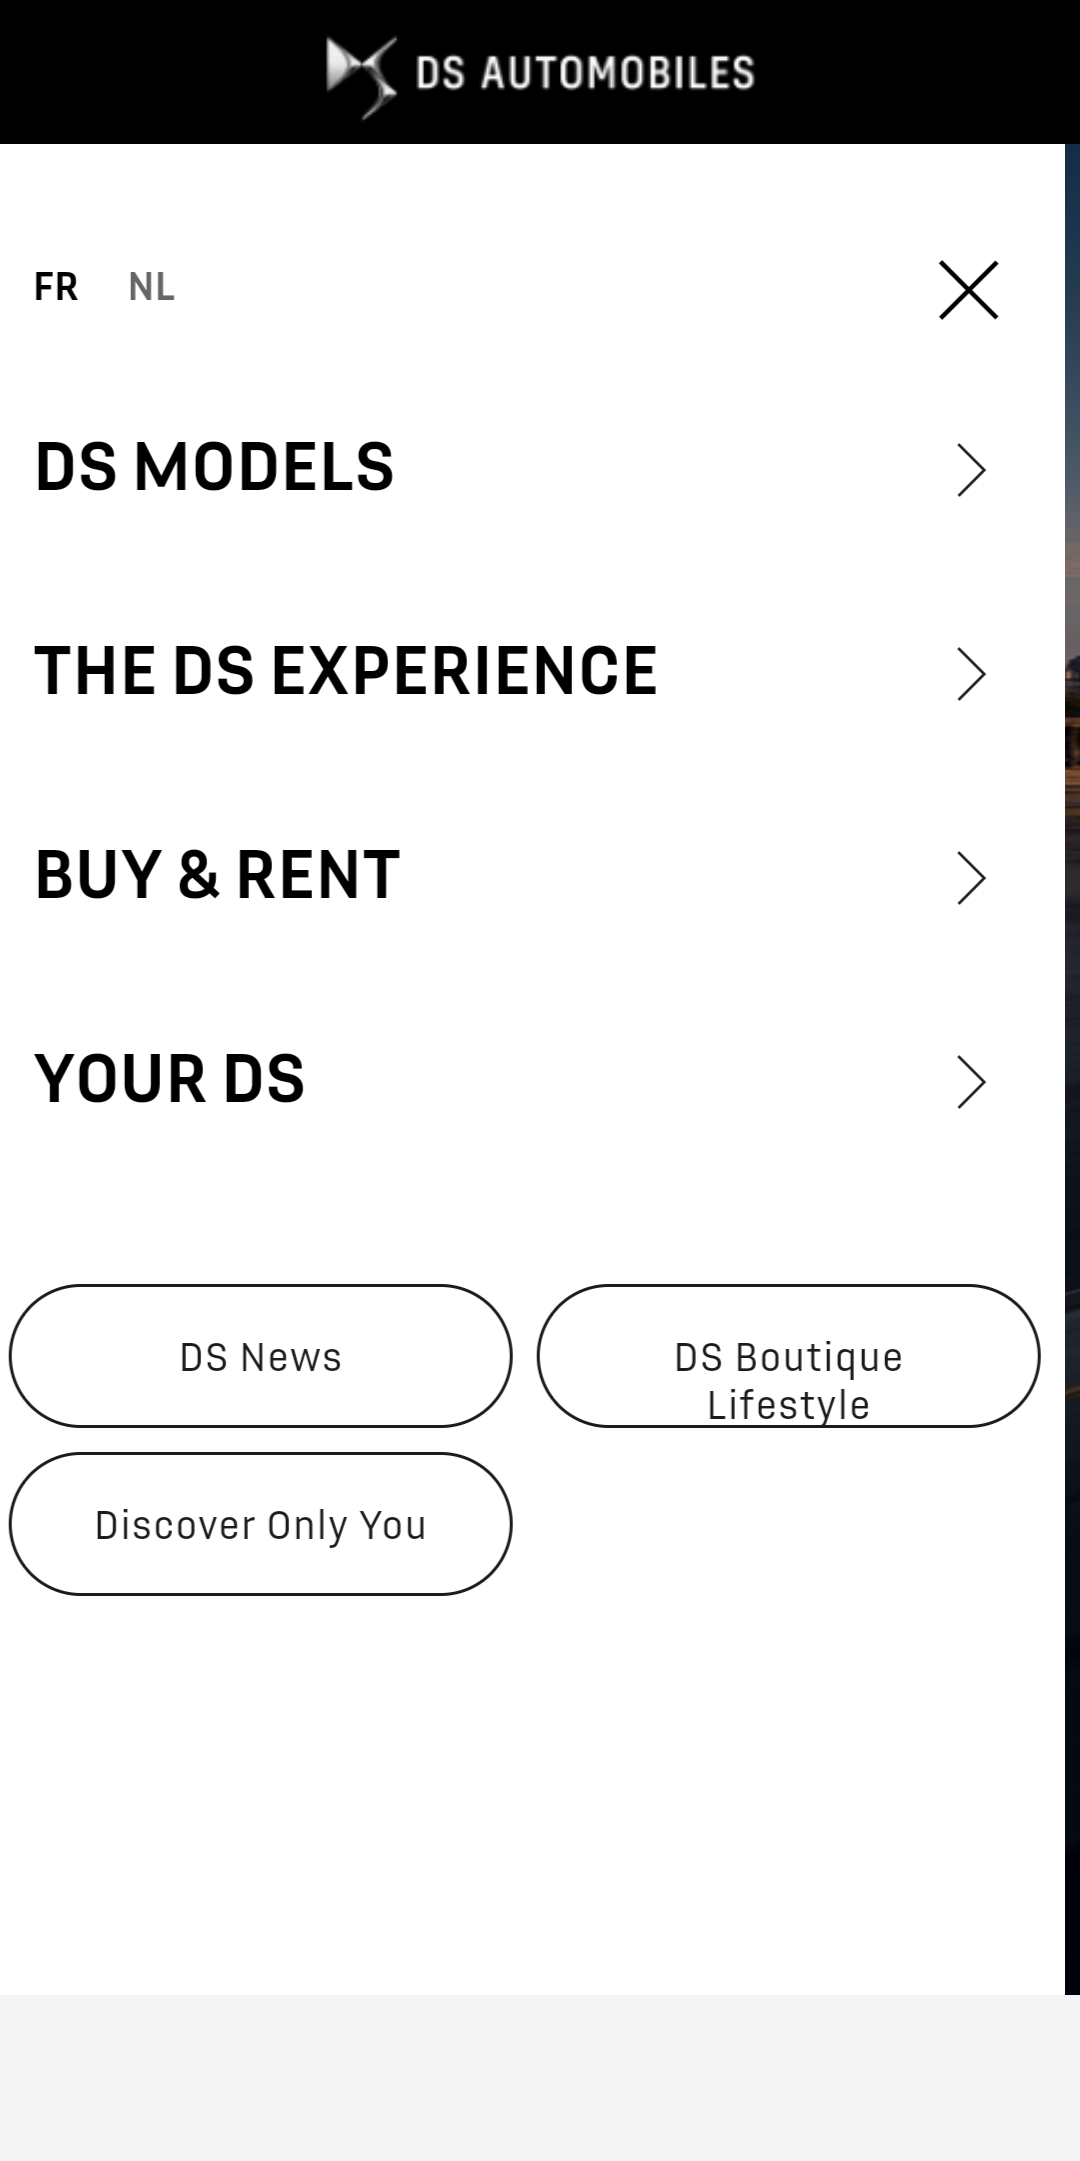 DS AUTOMOBILES
FR NL
DS MODELS
THE DS EXPERIENCE
BUY & RENT
YOUR DS
DS News
DS Boutique
Lifestyle
Discover Only You